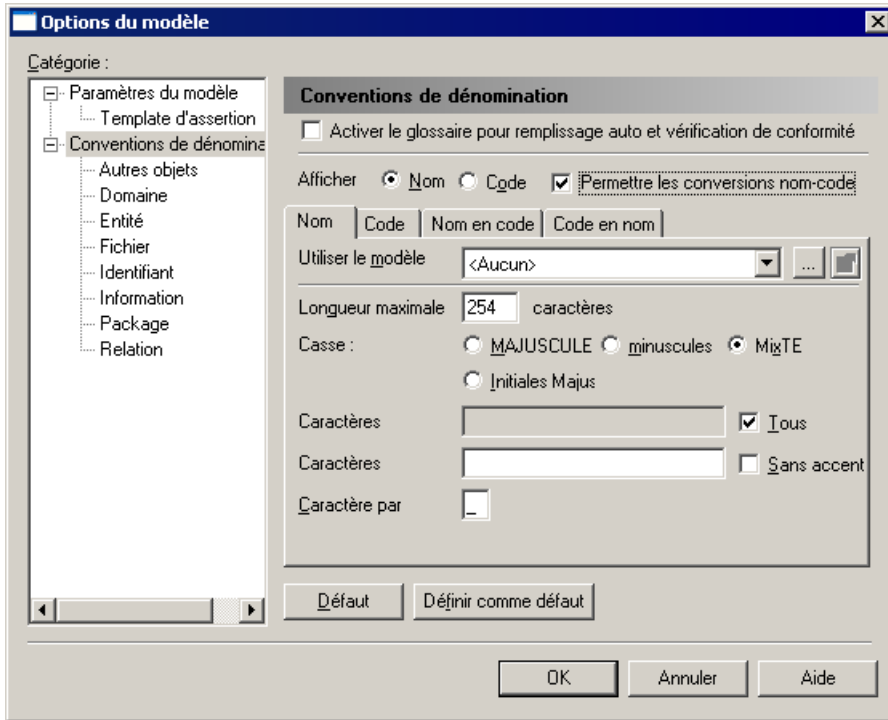 Options du modèle
Catégorie :
Paramètres du modèle
Template d'assertion
Conventions de dénomina
Autres objets
Domaine
Entité
Fichier
Identifiant
Information
Package
Relation
Conventions de dénomination
Activer le glossaire pour remplissage auto et vérification de conformité
Afficher Nom Code Permettre les conversions nom-code
Nom Code Nom en code Code en nom
Utiliser le modèle <Aucun> ...
Longueur maximale 254 caractères
Casse : MAJUSCULE minuscules MixTE
Initiales Majus
Caractères Tous
Caractères Sans accent
Caractère par _
Défaut Définir comme défaut
OK Annuler Aide